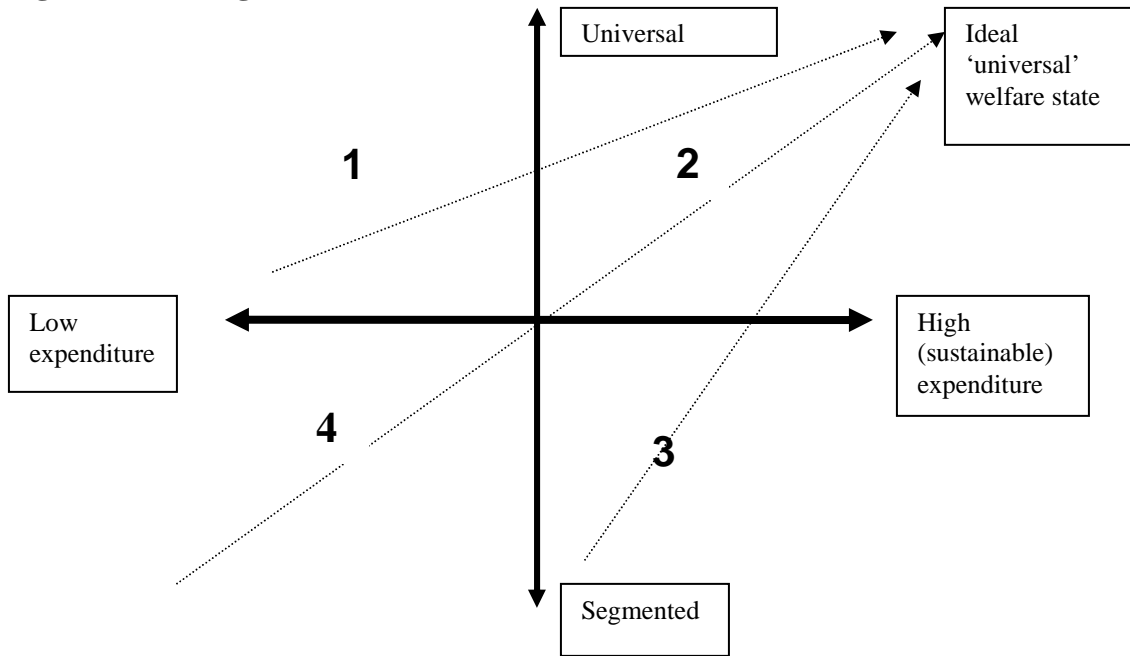 Universal
Ideal
‘universal’
welfare state
1
2
Low
expenditure
High
(sustainable)
expenditure
4
3
Segmented